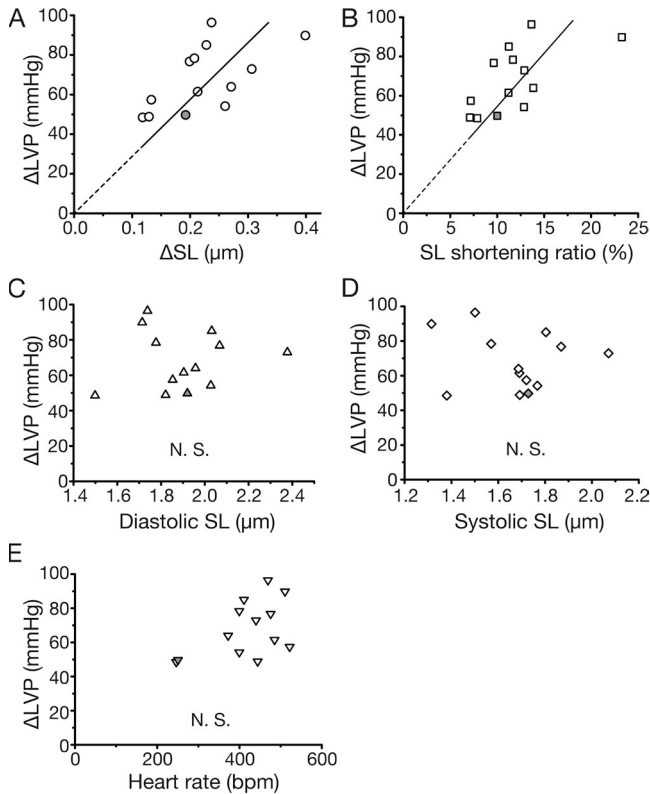 A
100
80
60
40
20
0
ΔLVP (mmHg)
0.0 0.1 0.2 0.3 0.4
ΔSL (μm)
B
100
80
60
40
20
0
ΔLVP (mmHg)
0 5 10 15 20 25
SL shortening ratio (%)
C
100
80
60
40
20
0
ΔLVP (mmHg)
N. S.
1.4 1.6 1.8 2.0 2.2 2.4
Diastolic SL (μm)
D
100
80
60
40
20
0
ΔLVP (mmHg)
N. S.
1.2 1.4 1.6 1.8 2.0 2.2
Systolic SL (μm)
E
100
80
60
40
20
0
ΔLVP (mmHg)
N. S.
0 200 400 600
Heart rate (bpm)